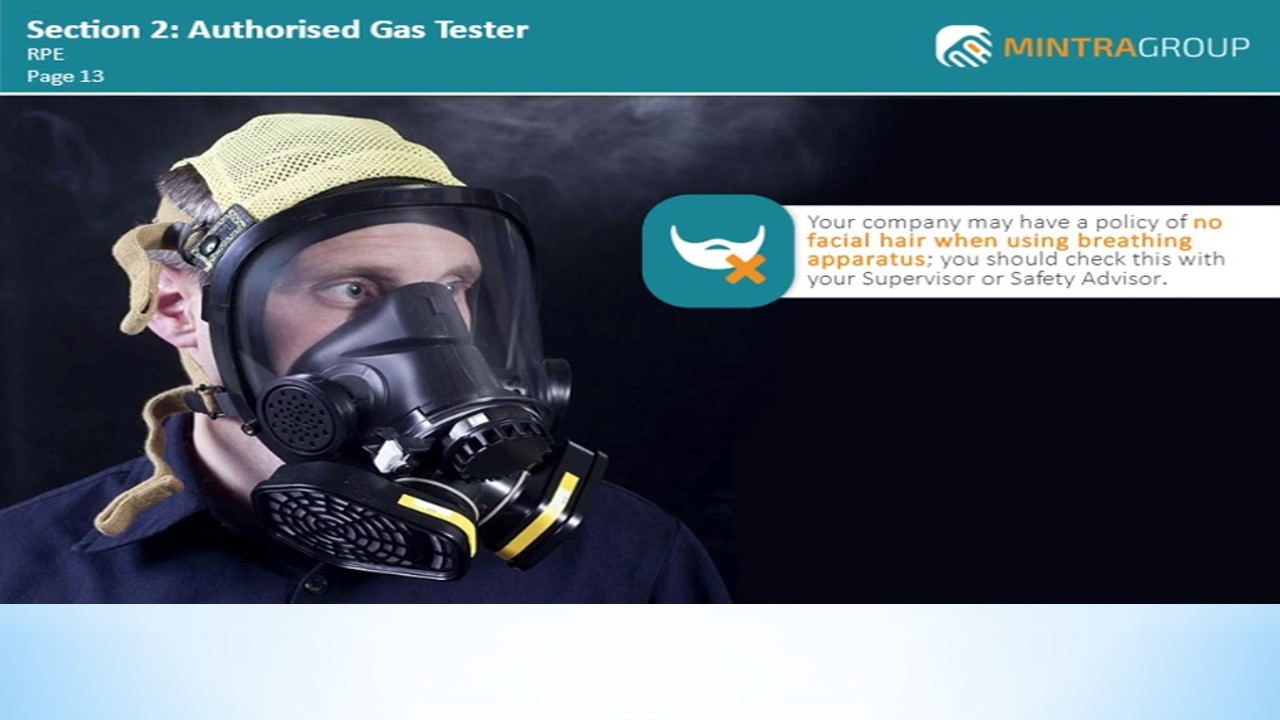 Section 2: Authorised Gas Tester
RPE
Page 13
MINTRAGROUP
Your company may have a policy of no
facial hair when using breathing
apparatus; you should check this with
your Supervisor or Safety Advisor.